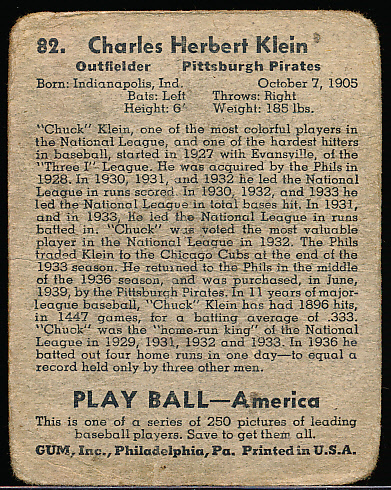 82. Charles Herbert Klein
Outfielder Pittsburgh Pirates
Born: Indianapolis, Ind. October 7, 1905
Bats: Left Throws: Right
Height: 6' Weight: 185 lbs.
"Chuck" Klein, one of the most colorful players in
the National League, and one of the hardest hitters
in baseball, started in 1927 with Evansville, of the
"Three I" League. He was acquired by the Phils in
1928. In 1930, 1931, and 1932 he led the National
League in runs scored. In 1930, 1932, and 1933 he
led the National League in total bases hit. In 1931,
and in 1933, he led the National League in runs
batted in. "Chuck" was voted the most valuable
player in the National League in 1932. The Phils
traded Klein to the Chicago Cubs at the end of the
1933 season. He returned to the Phils in the middle
of the 1936 season, and was purchased, in June,
1939, by the Pittsburgh Pirates. In 11 years of major-
league baseball, "Chuck" Klein has had 1896 hits,
in 1447 games, for a batting average of .333.
"Chuck" was the "home-run king" of the National
League in 1929, 1931, 1932 and 1933. In 1936 he
batted out four home runs in one day—to equal a
record held only by three other men.
PLAY BALL—America
This is one of a series of 250 pictures of leading
baseball players. Save to get them all.
GUM, Inc., Philadelphia, Pa. Printed in U.S.A.